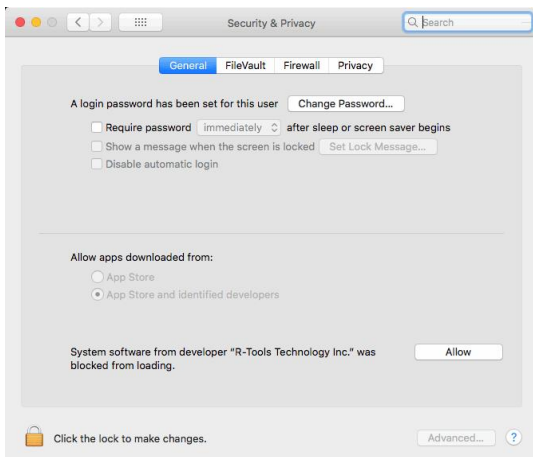 Security & Privacy
Search
General FileVault Firewall Privacy
A login password has been set for this user Change Password...
Require password immediately after sleep or screen saver begins
Show a message when the screen is locked Set Lock Message...
Disable automatic login
Allow apps downloaded from:
App Store
App Store and identified developers
System software from developer "R-Tools Technology Inc." was Allow
blocked from loading.
Click the lock to make changes. Advanced... ?